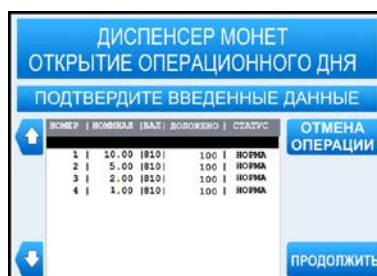 ДИСПЕНСЕР МОНЕТ
ОТКРЫТИЕ ОПЕРАЦИОННОГО ДНЯ
ПОДТВЕРДИТЕ ВВЕДЕННЫЕ ДАННЫЕ
НОМЕР | НОМИНАЛ |ВАЛ| ДОЛОЖЕНО | СТАТУС
1 | 10.00 |810| 100 | НОРМА
2 | 5.00 |810| 100 | НОРМА
3 | 2.00 |810| 100 | НОРМА
4 | 1.00 |810| 100 | НОРМА
ОТМЕНА
ОПЕРАЦИИ
ПРОДОЛЖИТЬ